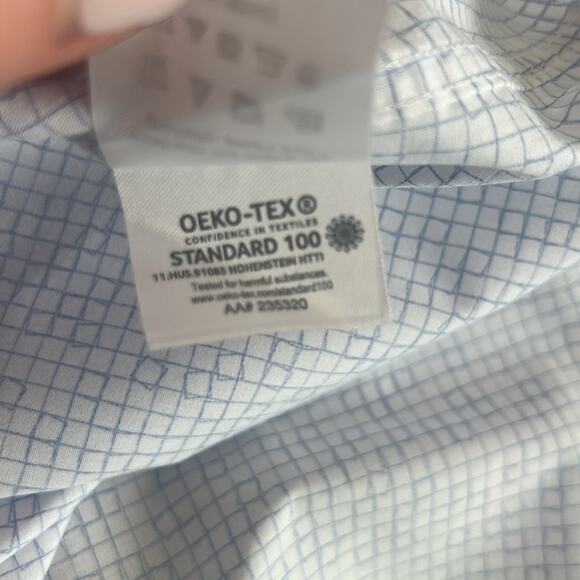 OEKO-TEX®
CONFIDENCE IN TEXTILES
STANDARD 100
11.HUS.91085 HOHENSTEIN HTTI
Tested for harmful substances.
www.oeko-tex.com/standard100
AA# 235320